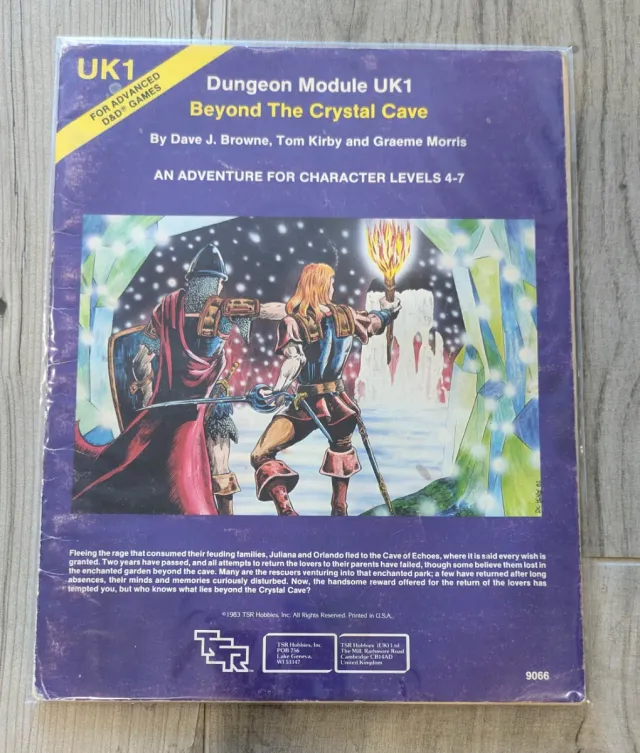 UK1
FOR ADVANCED
D&D® GAMES
Dungeon Module UK1
Beyond The Crystal Cave
By Dave J. Browne, Tom Kirby and Graeme Morris
AN ADVENTURE FOR CHARACTER LEVELS 4-7
Fleeing the rage that consumed their feuding families, Juliana and Orlando fled to the Cave of Echoes, where it is said every wish is
granted. Two years have passed, and all attempts to return the lovers to their parents have failed, though some believe them lost in
the enchanted garden beyond the cave. Many are the rescuers venturing into that enchanted park; a few have returned after long
absences, their minds and memories curiously disturbed. Now, the handsome reward offered for the return of the lovers has
tempted you, but who knows what lies beyond the Crystal Cave?
©1983 TSR Hobbies, Inc. All Rights Reserved. Printed in U.S.A.
TSR
TSR Hobbies, Inc.
POB 756
Lake Geneva,
WI 53147
TSR Hobbies (UK) Ltd
The Mill, Rathmore Road
Cambridge CB1 4AD
United Kingdom
9066